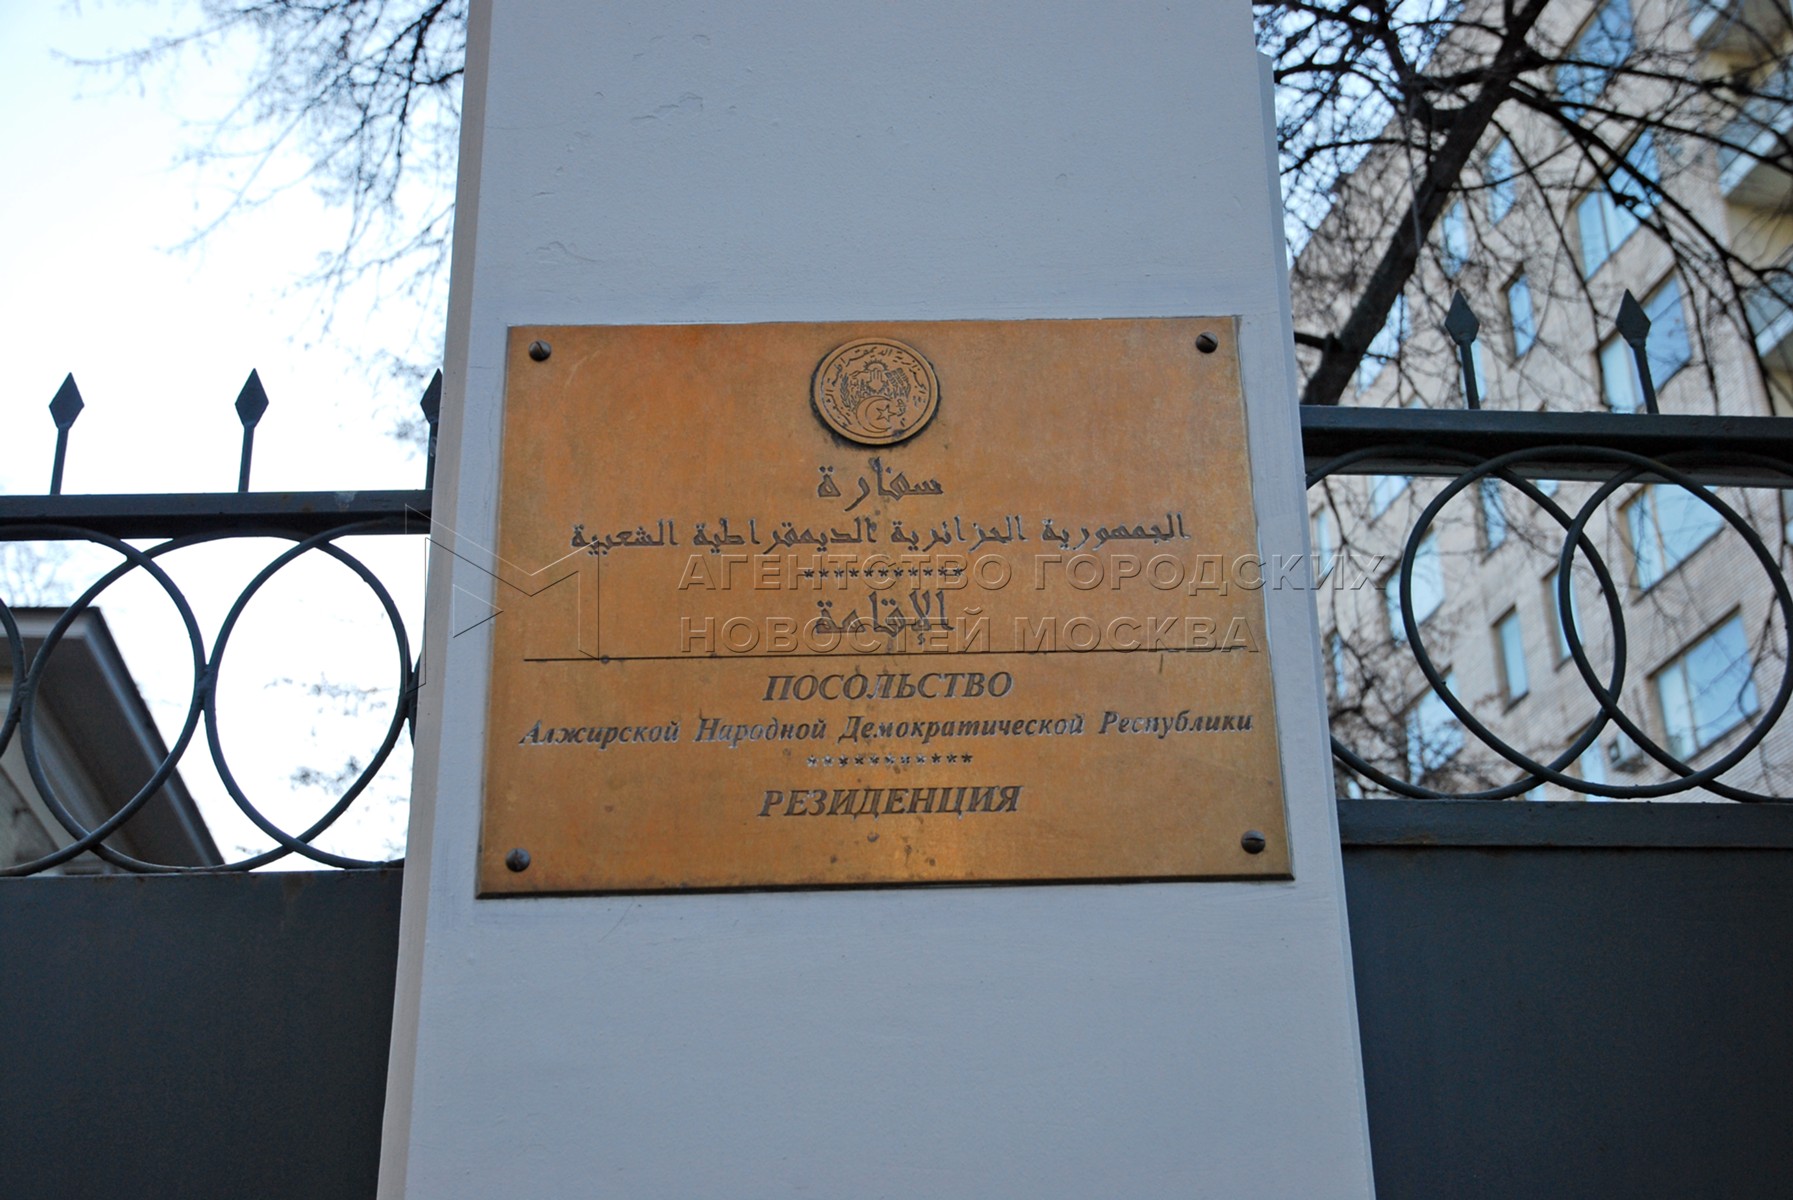 سفارة
الجمهورية الجزائرية الديمقراطية الشعبية
***********
الإقامة
ПОСОЛЬСТВО
Алжирской Народной Демократической Республики
***********
РЕЗИДЕНЦИЯ
АГЕНТСТВО ГОРОДСКИХ
НОВОСТЕЙ МОСКВА